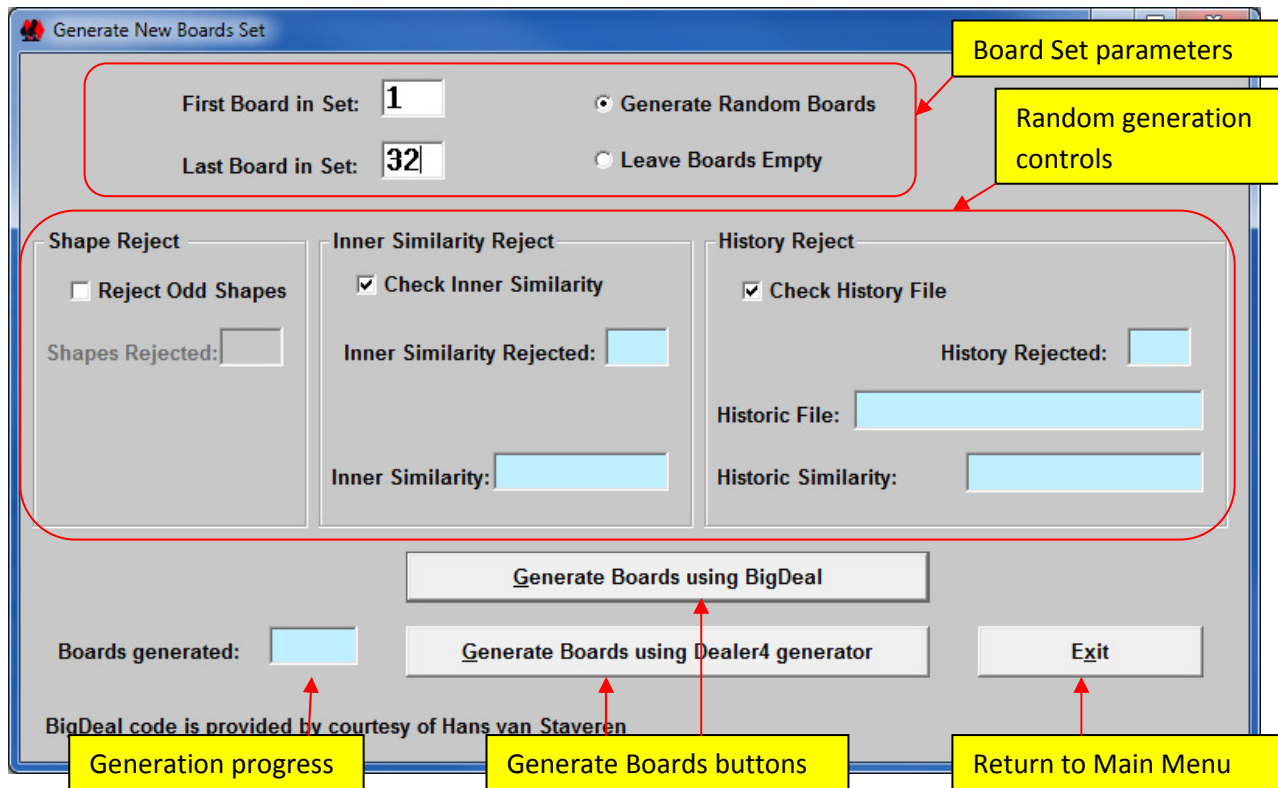 Generate New Boards Set
Board Set parameters
First Board in Set: 1
Generate Random Boards
Random generation
controls
Last Board in Set: 32
Leave Boards Empty
Shape Reject
Inner Similarity Reject
History Reject
Reject Odd Shapes
Check Inner Similarity
Check History File
Shapes Rejected:
Inner Similarity Rejected:
History Rejected:
Historic File:
Inner Similarity:
Historic Similarity:
Generate Boards using BigDeal
Boards generated:
Generate Boards using Dealer4 generator
Exit
BigDeal code is provided by courtesy of Hans van Staveren
Generation progress
Generate Boards buttons
Return to Main Menu